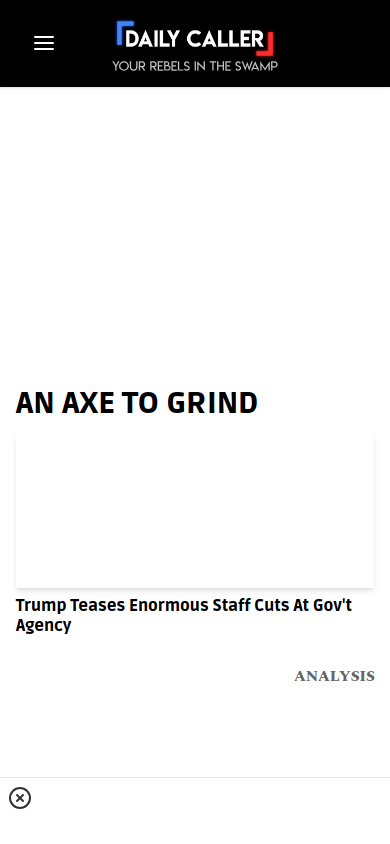 DAILY CALLER
YOUR REBELS IN THE SWAMP
AN AXE TO GRIND
Trump Teases Enormous Staff Cuts At Gov't
Agency
ANALYSIS